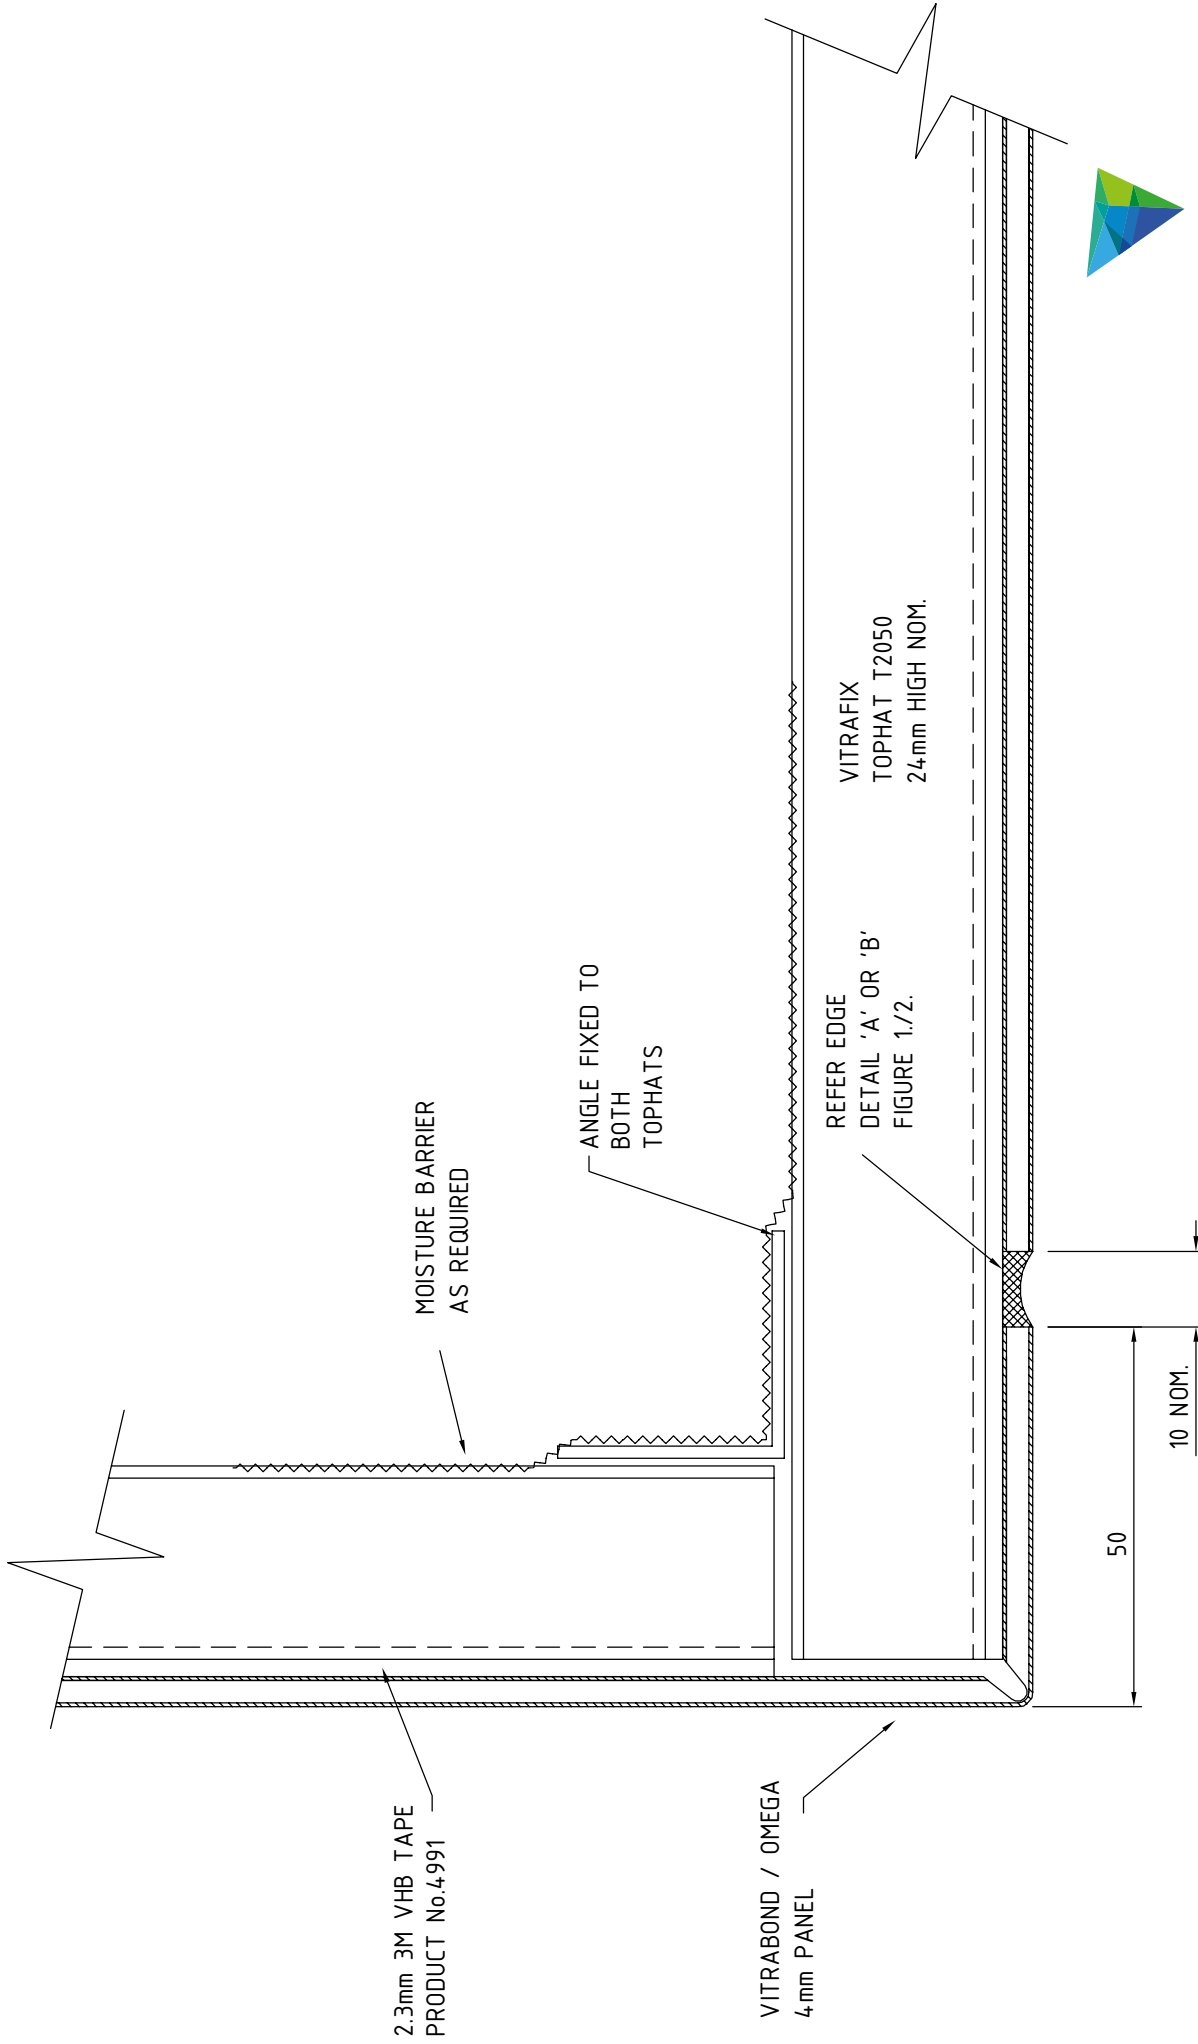 2.3mm 3M VHB TAPE
PRODUCT No.4991
MOISTURE BARRIER
AS REQUIRED
ANGLE FIXED TO
BOTH
TOPHATS
VITRABOND / OMEGA
4mm PANEL
REFER EDGE
DETAIL 'A' OR 'B'
FIGURE 1./2.
VITRAFIX
TOPHAT T2050
24mm HIGH NOM.
50
10 NOM.